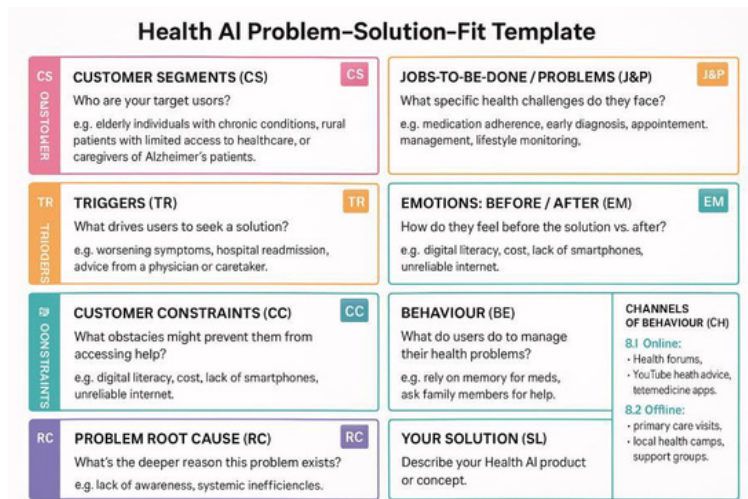 Health AI Problem–Solution–Fit Template
CS
CUSTOMER SEGMENTS (CS)
CS
Who are your target usors?
e.g. elderly individuals with chronic conditions, rural
patients with limited access to healthcare, or
caregivers of Alzheimer's patients.
JOBS-TO-BE-DONE / PROBLEMS (J&P)
J&P
What specific health challenges do they face?
e.g. medication adherence, early diagnosis, appointement.
management, lifestyle monitoring,
TR
TRIGGERS (TR)
TR
What drives users to seek a solution?
e.g. worsening symptoms, hospital readmission,
advice from a physician or caretaker.
EMOTIONS: BEFORE / AFTER (EM)
EM
How do they feel before the solution vs. after?
e.g. digital literacy, cost, lack of smartphones,
unreliable internet.
OONSTRAINTS
CUSTOMER CONSTRAINTS (CC)
CC
What obstacies might prevent them from
accessing help?
e.g. digital literacy, cost, lack of smartphones,
unreliable internet.
BEHAVIOUR (BE)
What do users do to manage
their health problems?
e.g. rely on memory for meds,
ask family members for help.
CHANNELS
OF BEHAVIOUR (CH)
8.1 Online:
• Health forums,
• YouTube heath advice,
tetemedicine apps.
8.2 Offline:
• primary care visits,
• local health camps,
support groups.
RC
PROBLEM ROOT CAUSE (RC)
RC
What's the deeper reason this problem exists?
e.g. lack of awareness, systemic inefficiencies.
YOUR SOLUTION (SL)
Describe your Health AI product
or concept.